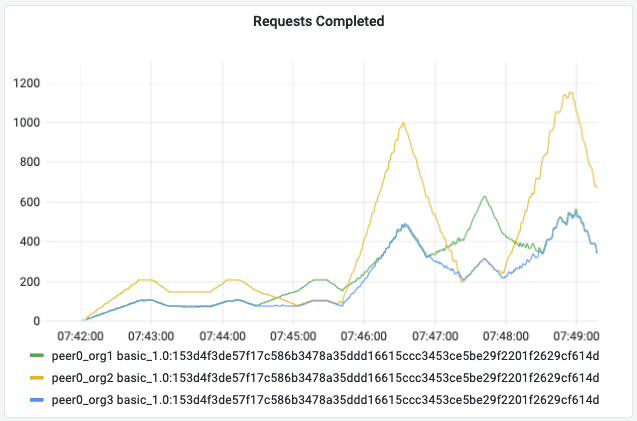 Requests Completed
1200
1000
800
600
400
200
0
07:42:00 07:43:00 07:44:00 07:45:00 07:46:00 07:47:00 07:48:00 07:49:00
peer0_org1 basic_1.0:153d4f3de57f17c586b3478a35ddd16615ccc3453ce5be29f2201f2629cf614d
peer0_org2 basic_1.0:153d4f3de57f17c586b3478a35ddd16615ccc3453ce5be29f2201f2629cf614d
peer0_org3 basic_1.0:153d4f3de57f17c586b3478a35ddd16615ccc3453ce5be29f2201f2629cf614d